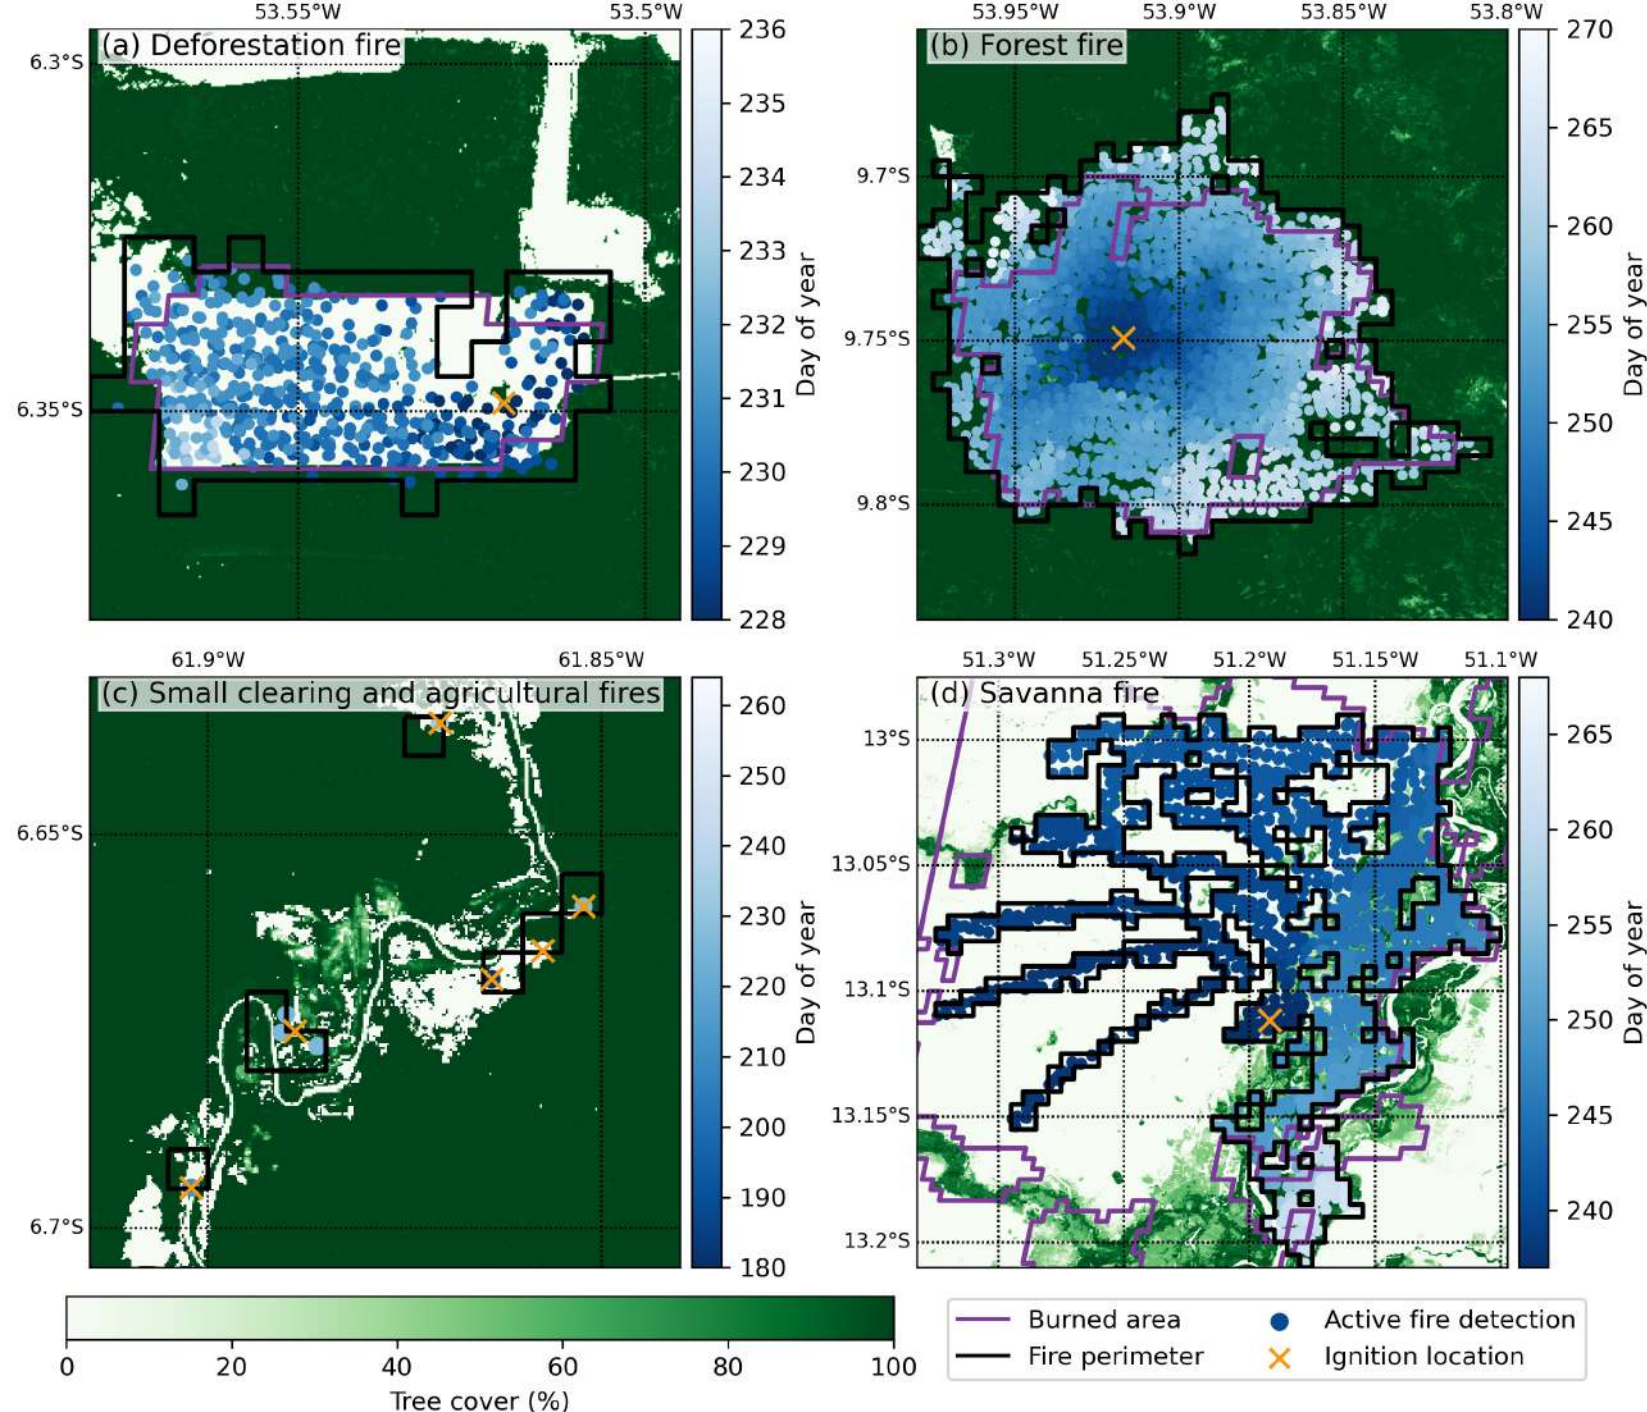 53.55°W 53.5°W
53.95°W 53.9°W 53.85°W 53.8°W
(a) Deforestation fire
6.3°S
6.35°S
236
235
234
233
232
231
230
229
228
Day of year
(b) Forest fire
9.7°S
9.75°S
9.8°S
270
265
260
255
250
245
240
Day of year
61.9°W 61.85°W
51.3°W 51.25°W 51.2°W 51.15°W 51.1°W
(c) Small clearing and agricultural fires
6.65°S
6.7°S
260
250
240
230
220
210
200
190
180
Day of year
(d) Savanna fire
13°S
13.05°S
13.1°S
13.15°S
13.2°S
265
260
255
250
245
240
Day of year
0 20 40 60 80 100
Tree cover (%)
Burned area
Fire perimeter
Active fire detection
Ignition location